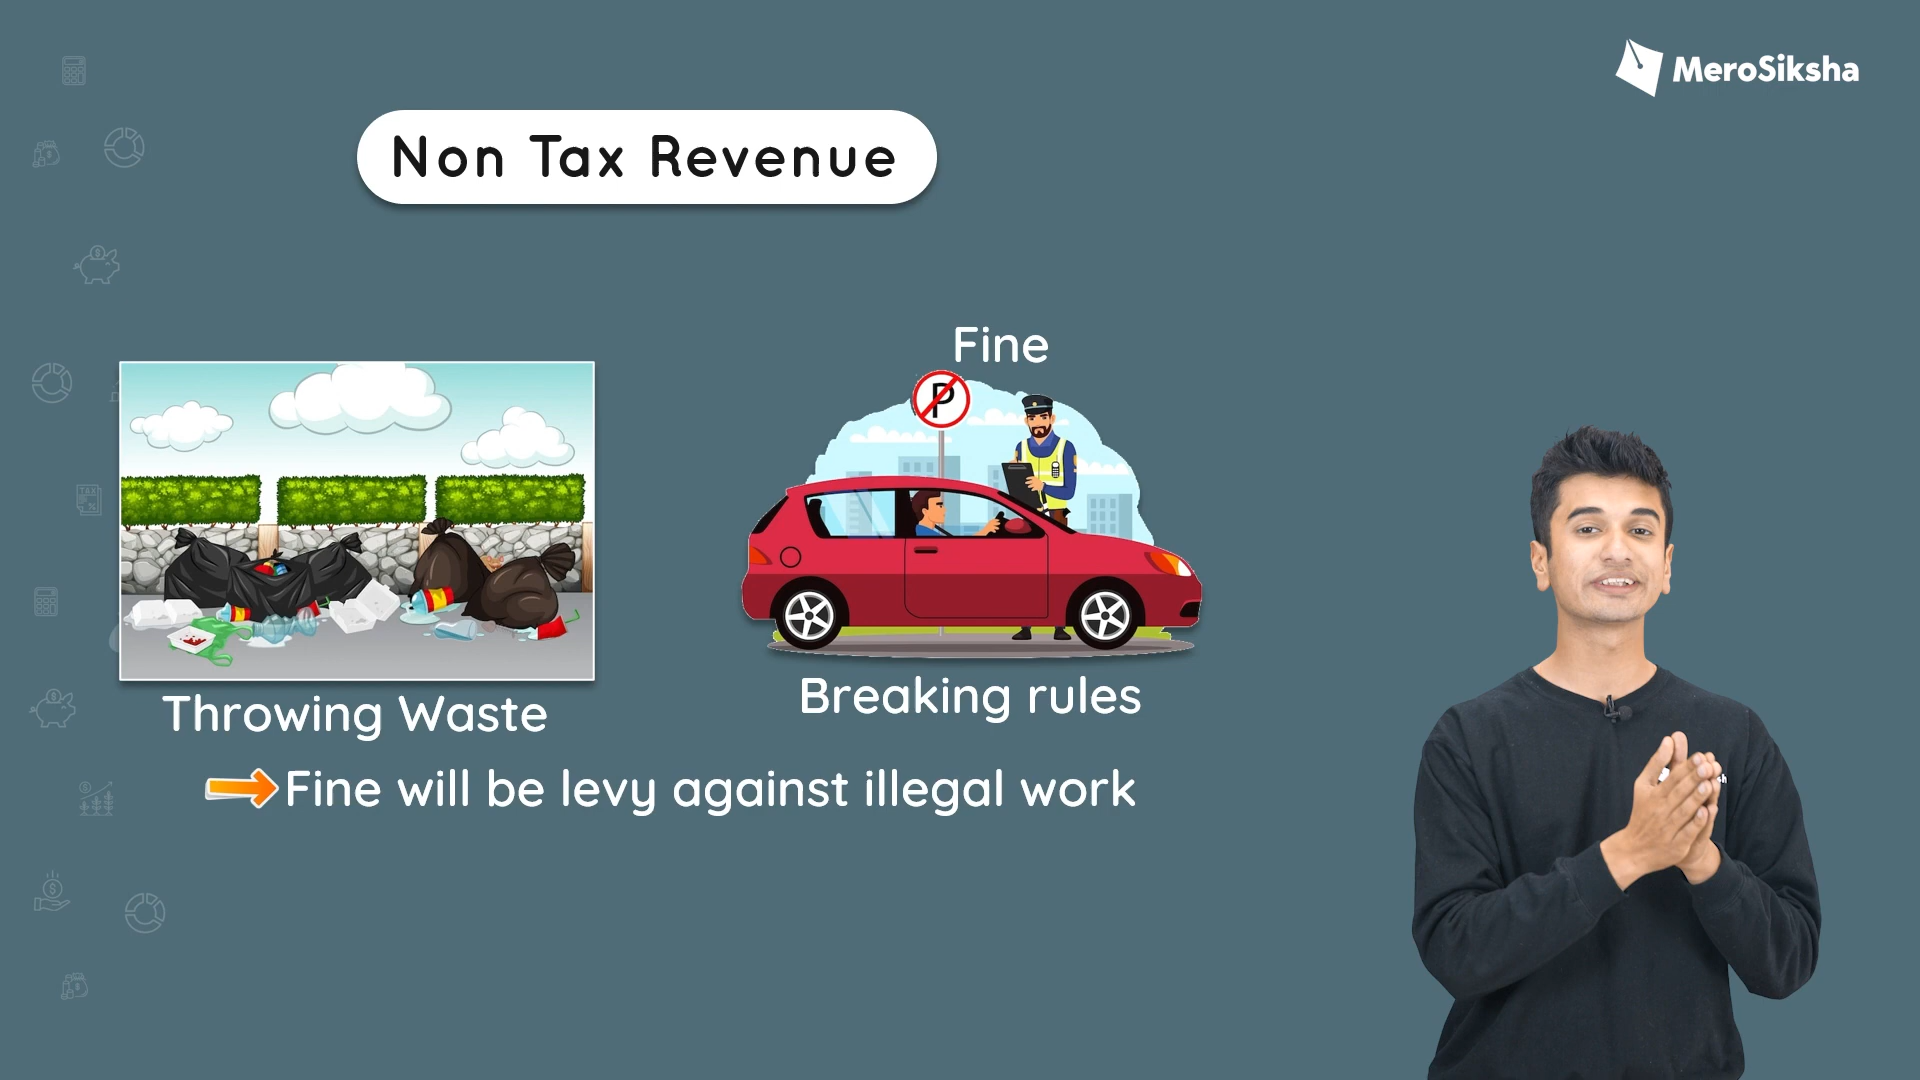 MeroSiksha
Non Tax Revenue
Fine
P
Throwing Waste
Breaking rules
Fine will be levy against illegal work